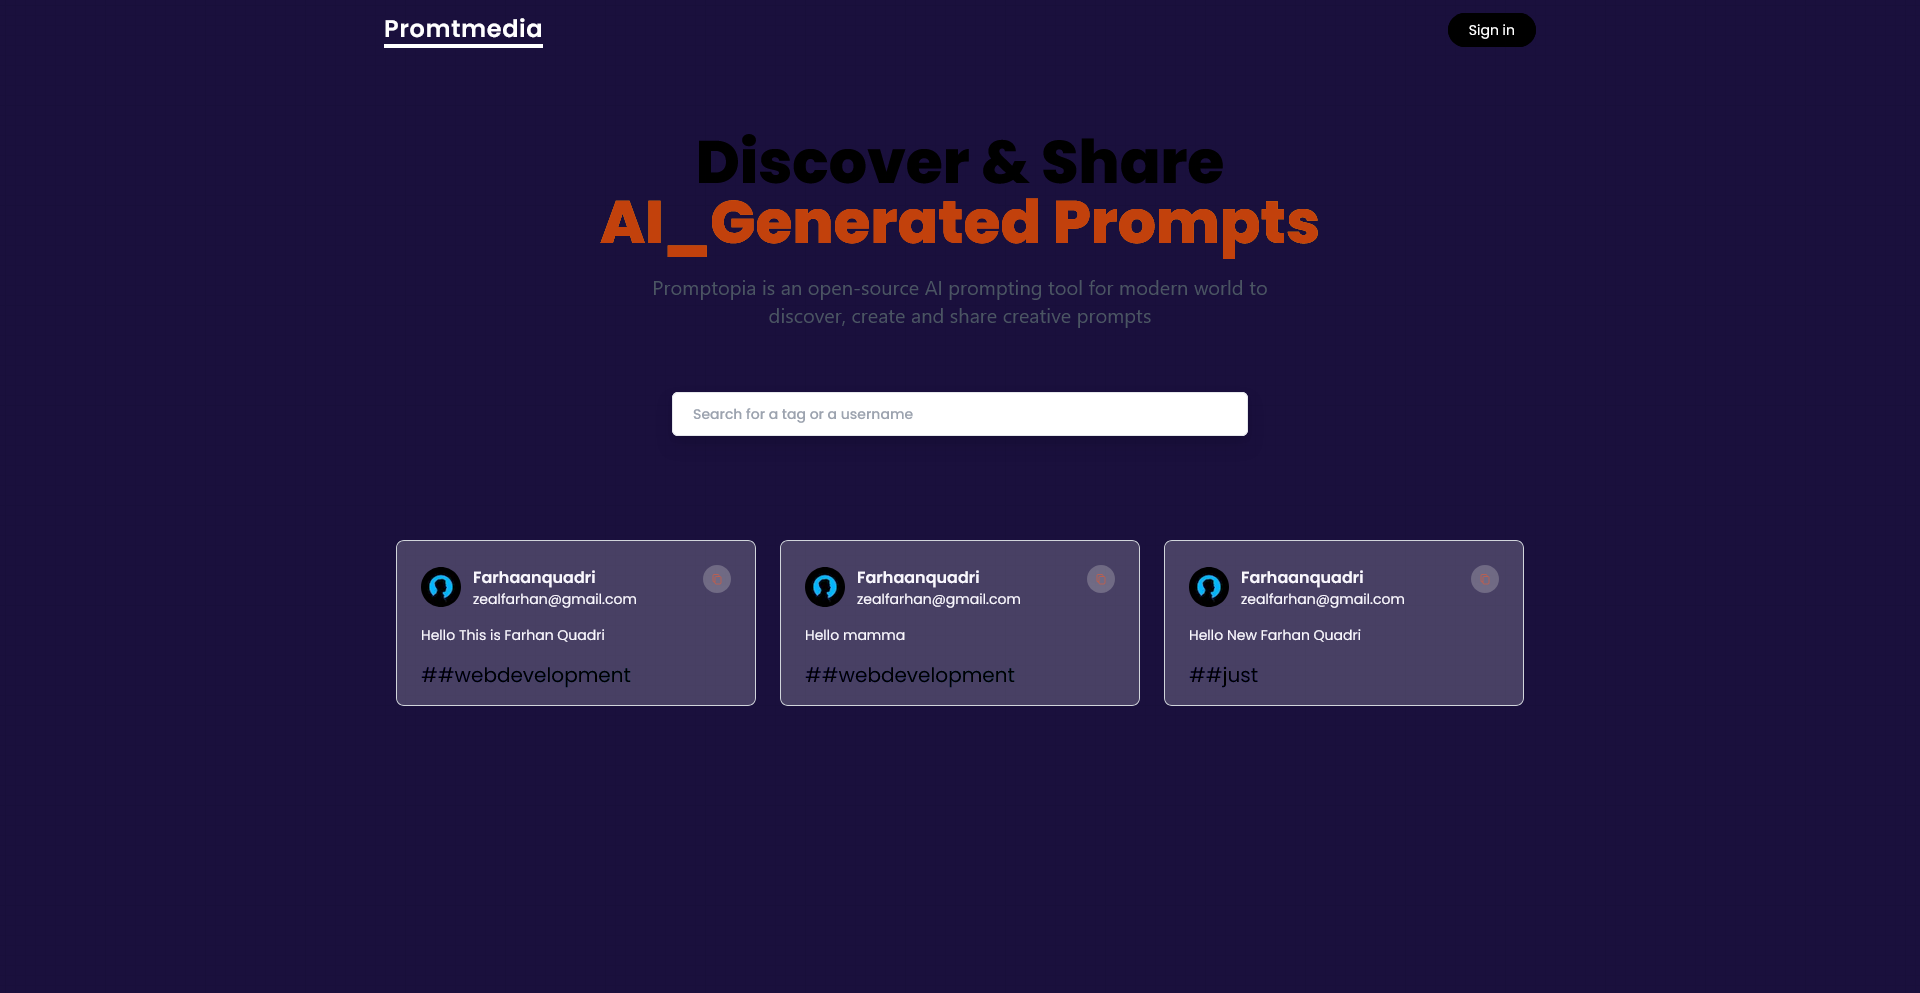 Promtmedia
Sign in
Discover & Share
AI_Generated Prompts
Promptopia is an open-source AI prompting tool for modern world to
discover, create and share creative prompts
Search for a tag or a username
Farhaanquadri
zealfarhan@gmail.com
Hello This is Farhan Quadri
##webdevelopment
Farhaanquadri
zealfarhan@gmail.com
Hello mamma
##webdevelopment
Farhaanquadri
zealfarhan@gmail.com
Hello New Farhan Quadri
##just